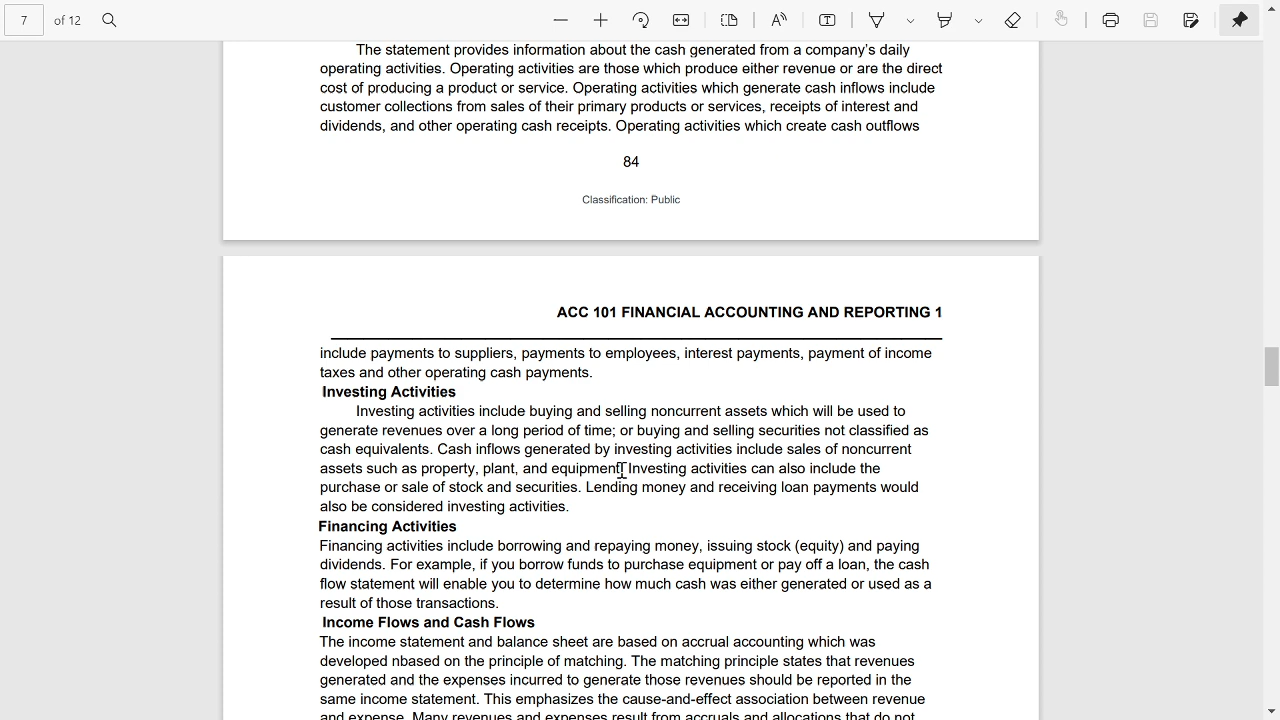 7 of 12
The statement provides information about the cash generated from a company's daily
operating activities. Operating activities are those which produce either revenue or are the direct
cost of producing a product or service. Operating activities which generate cash inflows include
customer collections from sales of their primary products or services, receipts of interest and
dividends, and other operating cash receipts. Operating activities which create cash outflows
84
Classification: Public
ACC 101 FINANCIAL ACCOUNTING AND REPORTING 1
include payments to suppliers, payments to employees, interest payments, payment of income
taxes and other operating cash payments.
Investing Activities
Investing activities include buying and selling noncurrent assets which will be used to
generate revenues over a long period of time; or buying and selling securities not classified as
cash equivalents. Cash inflows generated by investing activities include sales of noncurrent
assets such as property, plant, and equipment. Investing activities can also include the
purchase or sale of stock and securities. Lending money and receiving loan payments would
also be considered investing activities.
Financing Activities
Financing activities include borrowing and repaying money, issuing stock (equity) and paying
dividends. For example, if you borrow funds to purchase equipment or pay off a loan, the cash
flow statement will enable you to determine how much cash was either generated or used as a
result of those transactions.
Income Flows and Cash Flows
The income statement and balance sheet are based on accrual accounting which was
developed nbased on the principle of matching. The matching principle states that revenues
generated and the expenses incurred to generate those revenues should be reported in the
same income statement. This emphasizes the cause-and-effect association between revenue
and expense. Many revenues and expenses result from accruals and allocations that do not